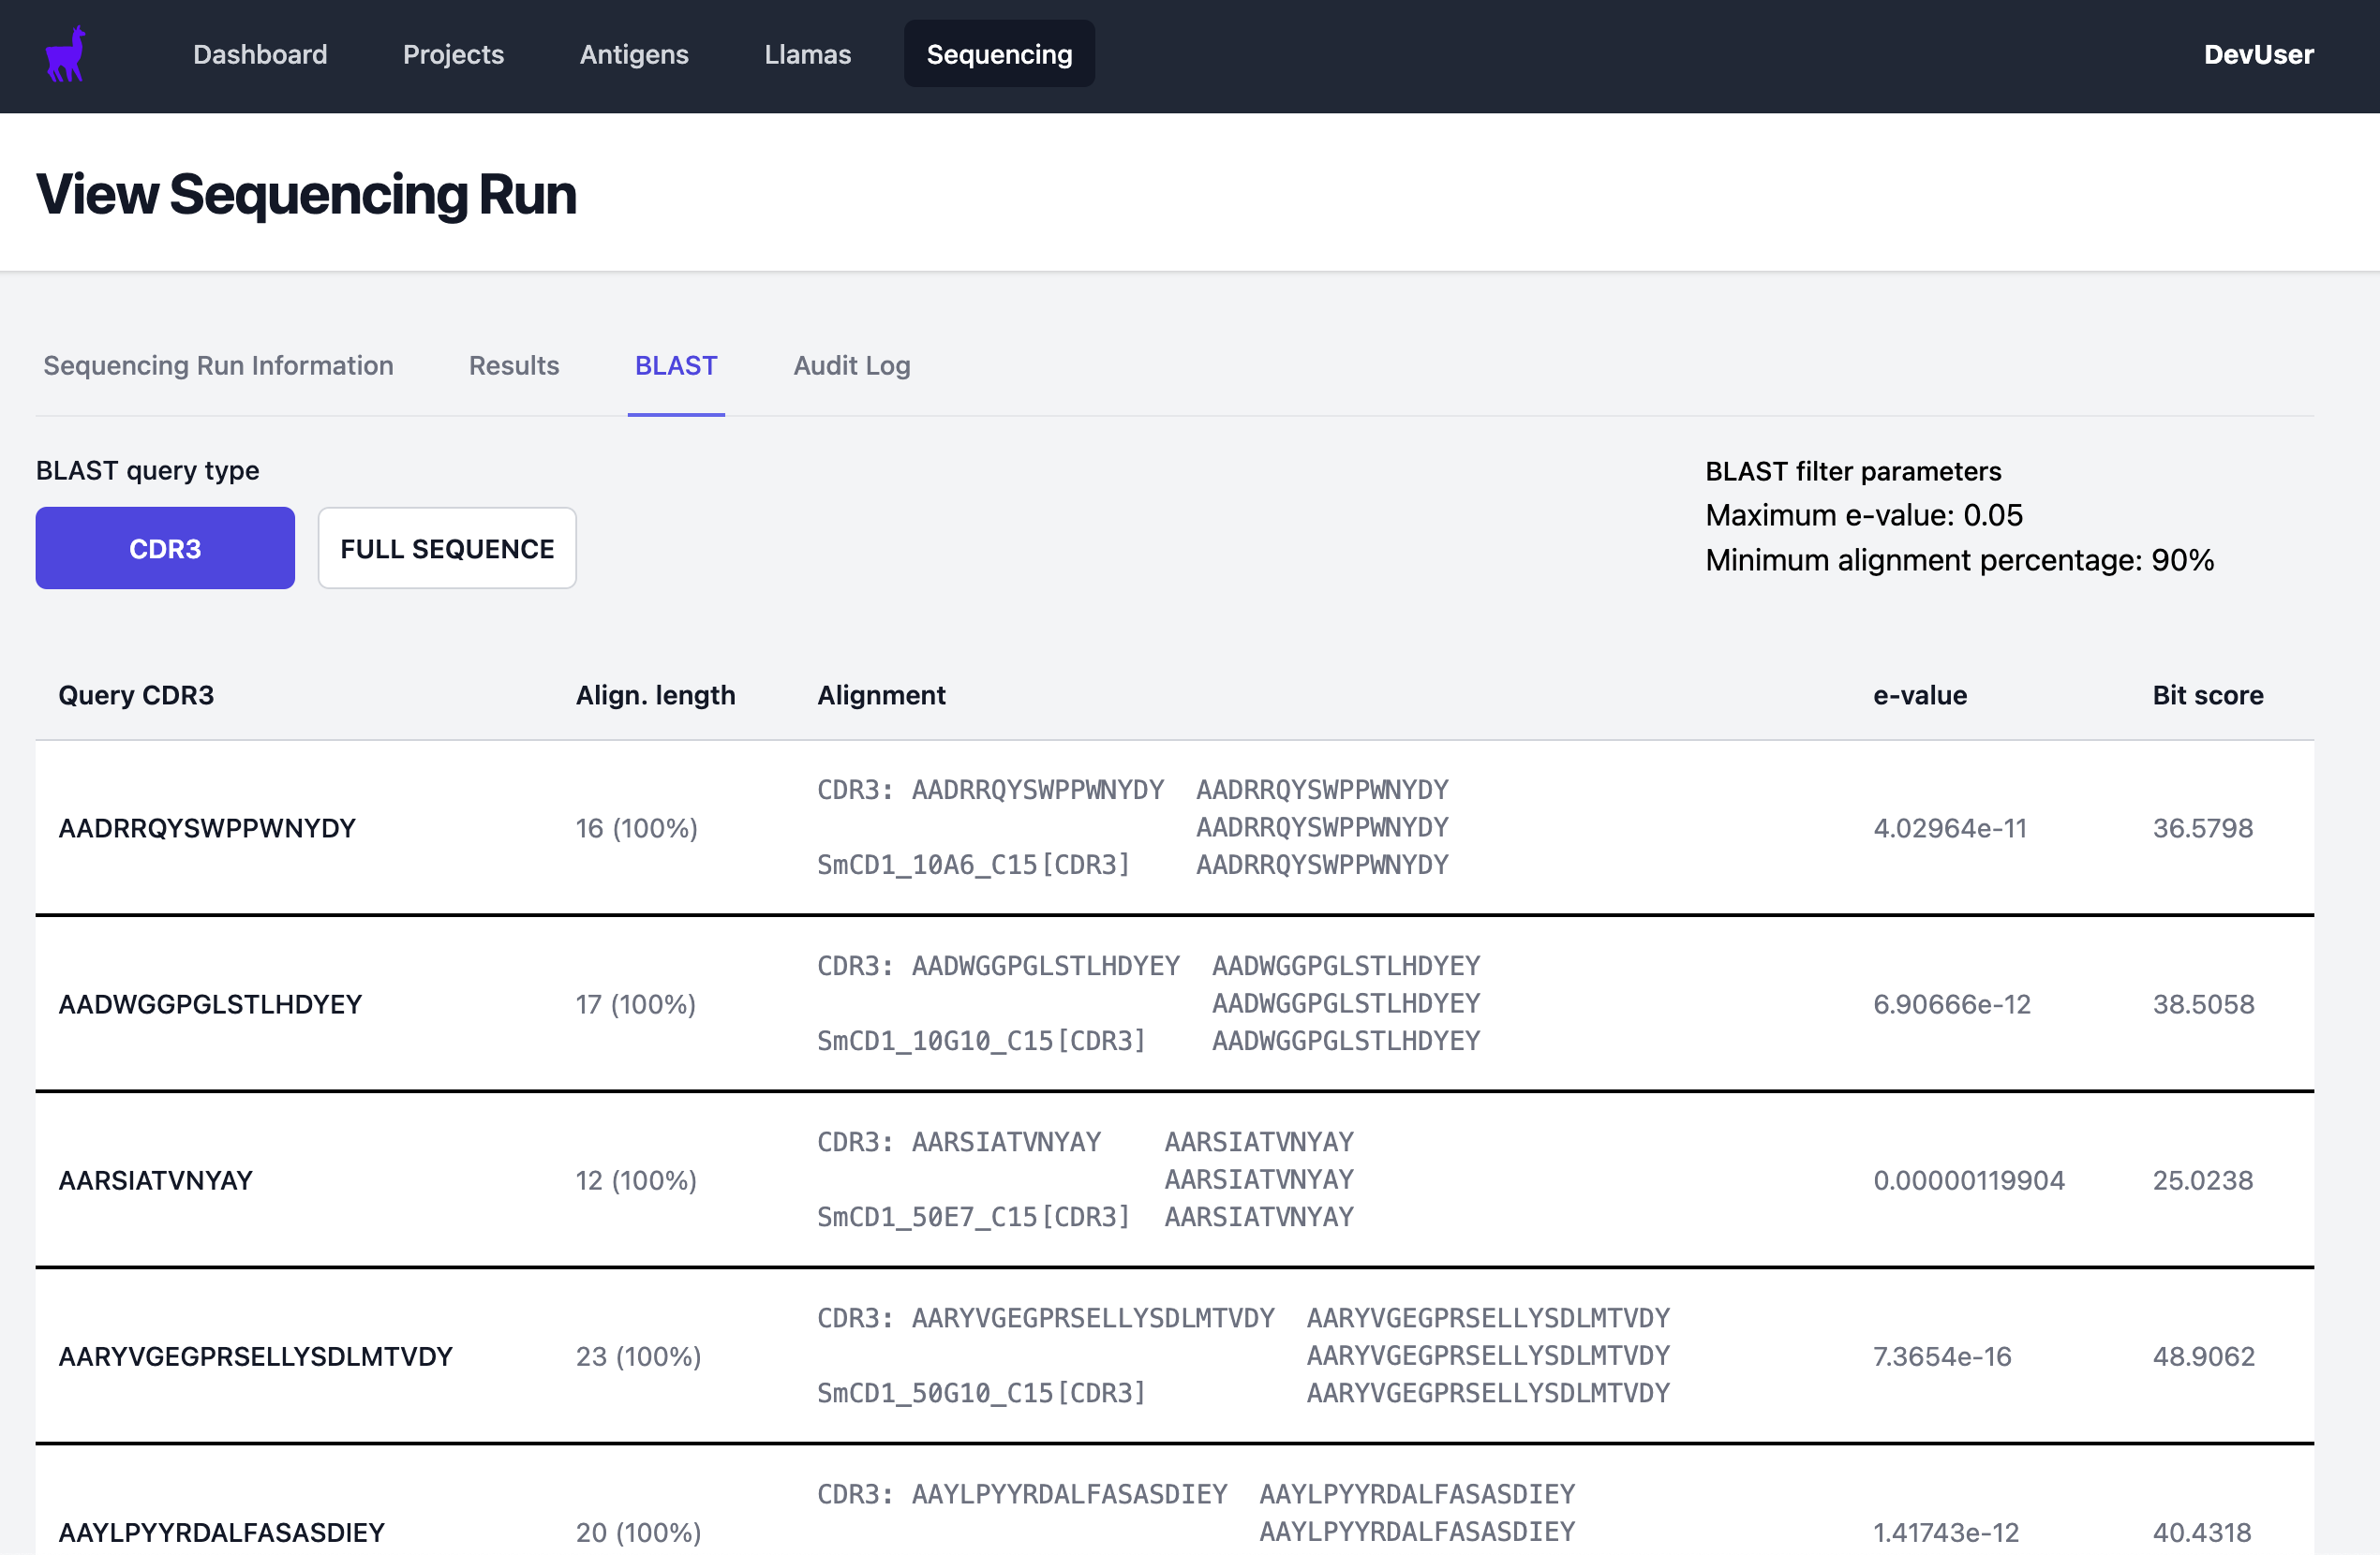 Dashboard Projects Antigens Llamas Sequencing DevUser
View Sequencing Run
Sequencing Run Information Results BLAST Audit Log
BLAST query type
CDR3 FULL SEQUENCE
BLAST filter parameters
Maximum e-value: 0.05
Minimum alignment percentage: 90%
Query CDR3 Align. length Alignment e-value Bit score
AADRRQYSWPPWNYDY 16 (100%)
CDR3: AADRRQYSWPPWNYDY AADRRQYSWPPWNYDY
AADRRQYSWPPWNYDY
SmCD1_10A6_C15[CDR3] AADRRQYSWPPWNYDY
4.02964e-11 36.5798
AADWGGPGLSTLHDYEY 17 (100%)
CDR3: AADWGGPGLSTLHDYEY AADWGGPGLSTLHDYEY
AADWGGPGLSTLHDYEY
SmCD1_10G10_C15[CDR3] AADWGGPGLSTLHDYEY
6.90666e-12 38.5058
AARSIATVNYAY 12 (100%)
CDR3: AARSIATVNYAY AARSIATVNYAY
AARSIATVNYAY
SmCD1_50E7_C15[CDR3] AARSIATVNYAY
0.00000119904 25.0238
AARYVGEGPRSELLYSDLMTVDY 23 (100%)
CDR3: AARYVGEGPRSELLYSDLMTVDY AARYVGEGPRSELLYSDLMTVDY
AARYVGEGPRSELLYSDLMTVDY
SmCD1_50G10_C15[CDR3] AARYVGEGPRSELLYSDLMTVDY
7.3654e-16 48.9062
AAYLPYYRDALFASASDIEY 20 (100%)
CDR3: AAYLPYYRDALFASASDIEY AAYLPYYRDALFASASDIEY
AAYLPYYRDALFASASDIEY
1.41743e-12 40.4318